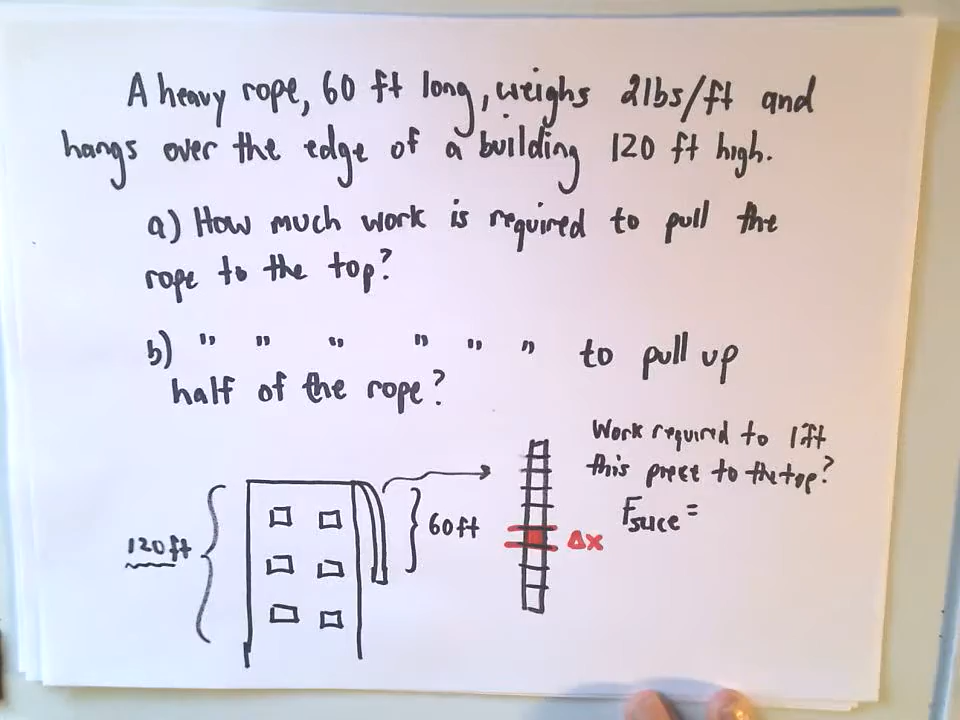 A heavy rope, 60 ft long, weighs 2lbs/ft and
hangs over the edge of a building 120 ft high.
a) How much work is required to pull the
rope to the top?
b) " " " " " " to pull up
half of the rope?
Work required to lift
this piece to the top?
Fslice =
120ft
60ft
Δx